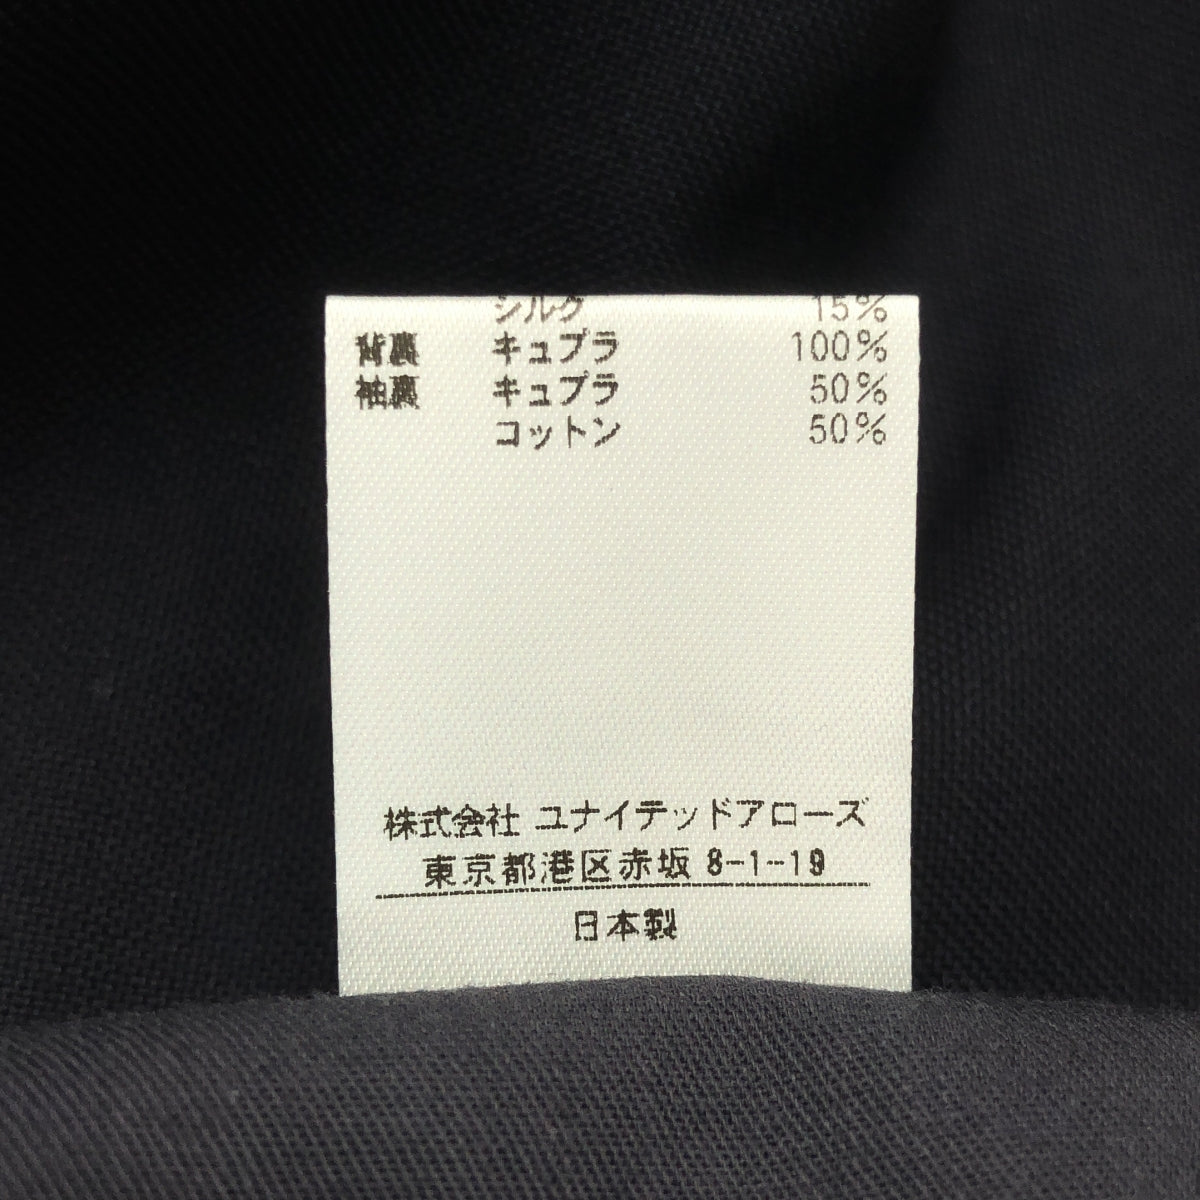 シルク 15%
背裏 キュプラ 100%
袖裏 キュプラ 50%
コットン 50%
株式会社 ユナイテッドアローズ
東京都港区赤坂 8-1-19
日本製